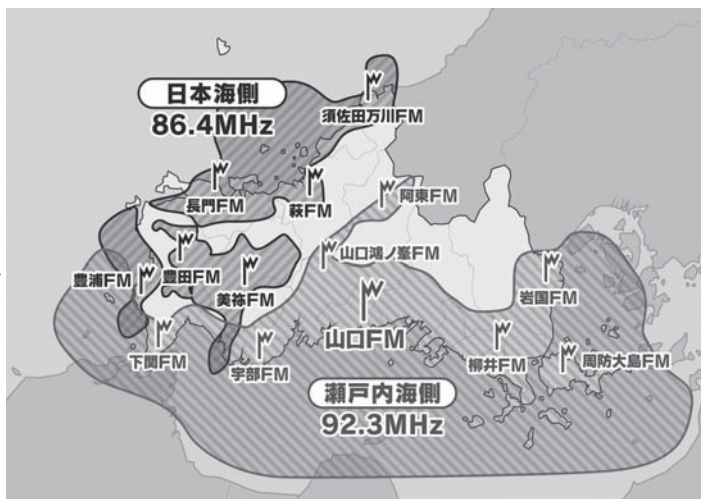 日本海側
86.4MHz
須佐田万川FM
長門FM
萩FM
阿東FM
山口鴻ノ峯FM
豊浦FM
豊田FM
美祢FM
岩国FM
山口FM
下関FM
宇部FM
柳井FM
周防大島FM
瀬戸内海側
92.3MHz